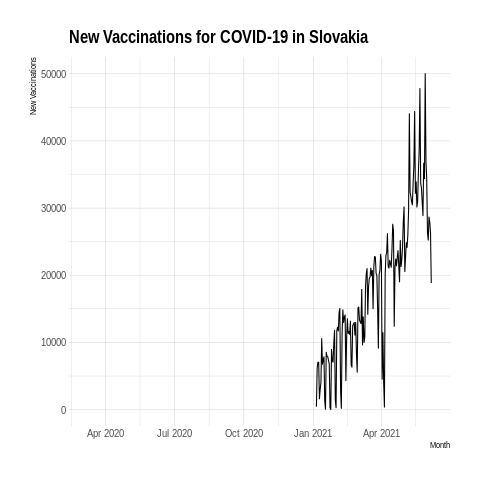 New Vaccinations for COVID-19 in Slovakia
New Vaccinations
50000
40000
30000
20000
10000
0
Apr 2020
Jul 2020
Oct 2020
Jan 2021
Apr 2021
Month